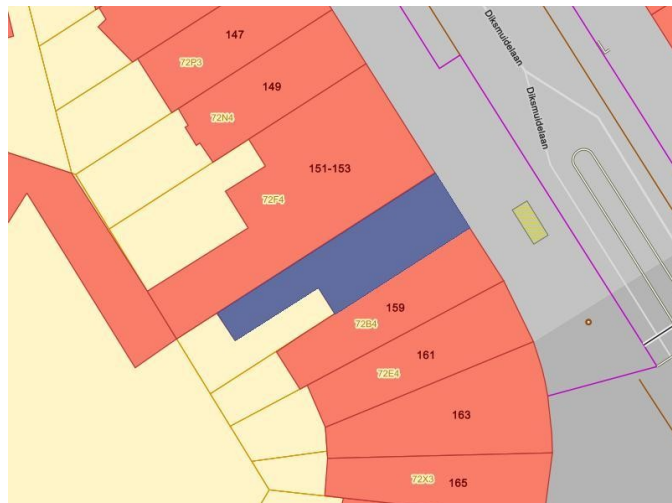 Diksmuidelaan
147
72P3
149
72N4
Diksmuidelaan
151-153
72F4
159
72B4
161
72E4
163
72X3
165